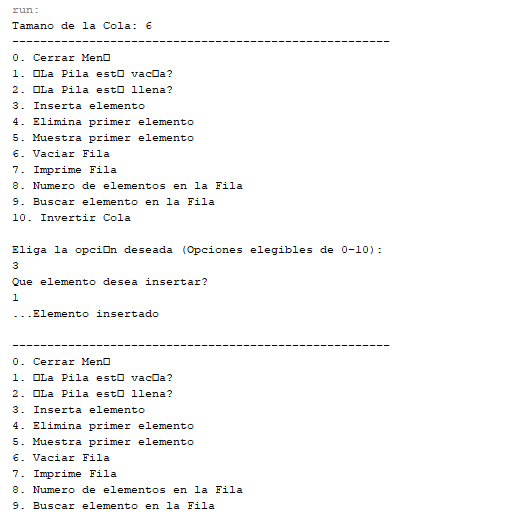 run:
Tamano de la Cola: 6
------------------------------------------------------
0. Cerrar Men□
1. □La Pila est□ vac□a?
2. □La Pila est□ llena?
3. Inserta elemento
4. Elimina primer elemento
5. Muestra primer elemento
6. Vaciar Fila
7. Imprime Fila
8. Numero de elementos en la Fila
9. Buscar elemento en la Fila
10. Invertir Cola
Eliga la opci□n deseada (Opciones elegibles de 0-10):
3
Que elemento desea insertar?
1
...Elemento insertado
------------------------------------------------------
0. Cerrar Men□
1. □La Pila est□ vac□a?
2. □La Pila est□ llena?
3. Inserta elemento
4. Elimina primer elemento
5. Muestra primer elemento
6. Vaciar Fila
7. Imprime Fila
8. Numero de elementos en la Fila
9. Buscar elemento en la Fila